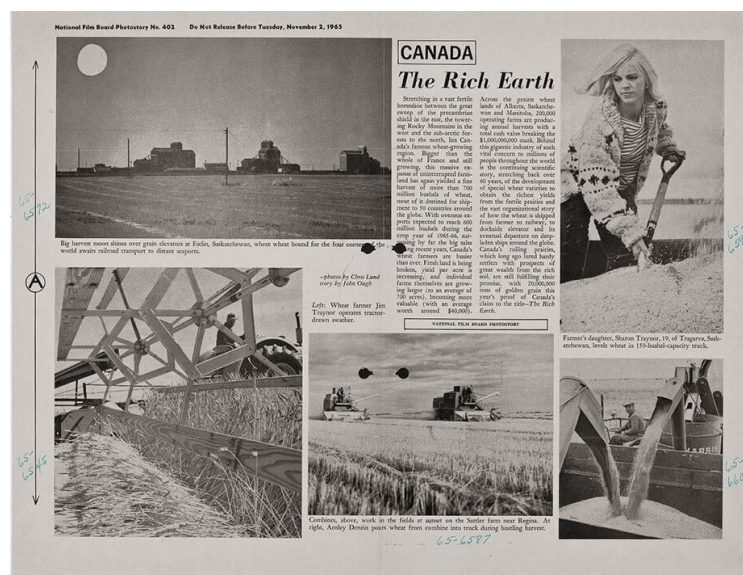 National Film Board Photostory No. 402 Do Not Release Before Tuesday, November 2, 1965
CANADA
The Rich Earth
Stretching in a vast fertile
horseshoe between the great
sweep of the precambrian
shield in the east, the tower-
ing Rocky Mountains in the
west and the sub-arctic for-
ests to the north, lies Can-
ada's famous wheat-growing
region. Bigger than the
whole of France and still
growing, this massive ex-
panse of uninterrupted farm-
land has again yielded a fine
harvest of more than 700
million bushels of wheat,
most of it destined for ship-
ment to 50 countries around
the globe. With overseas ex-
ports expected to reach 600
million bushels during the
crop year of 1965-66, sur-
passing by far the big sales
of recent years, Canada's
wheat farmers are busier
than ever. Fresh land is being
broken, yield per acre is
increasing, and individual
farms themselves are grow-
ing larger (to an average of
700 acres), becoming more
valuable (with an average
worth around $40,000).
Across the prairie wheat
lands of Alberta, Saskatche-
wan and Manitoba, 200,000
operating farms are produc-
ing annual harvests with a
total cash value breaking the
$1,000,000,000 mark. Behind
this gigantic industry of such
vital concern to millions of
people throughout the world
is the continuing scientific
story, stretching back over
60 years, of the development
of special wheat varieties to
obtain the richest yields
from the fertile prairies and
the vast organizational story
of how the wheat is shipped
from farmer to railway, to
dockside elevator and its
eventual departure on deep-
laden ships around the globe.
Canada's rolling prairies,
which long ago lured hardy
settlers with prospects of
great wealth from the rich
soil, are still fulfilling their
promise, with 20,000,000
tons of golden grain this
year's proof of Canada's
claim to the title—The Rich
Earth.
Big harvest moon shines over grain elevators at Estlin, Saskatchewan, where wheat bound for the four corners of the
world awaits railroad transport to distant seaports.
—photos by Chris Lund
story by John Ough
Left: Wheat farmer Jim
Traynor operates tractor-
drawn swather.
NATIONAL FILM BOARD PHOTOSTORY
Farmer's daughter, Sharon Traynor, 19, of Tragarva, Sask-
atchewan, levels wheat in 150-bushel-capacity truck.
Combines, above, work in the fields at sunset on the Sattler farm near Regina. At
right, Armley Denzin pours wheat from combine into truck during bustling harvest.
65-6587
A